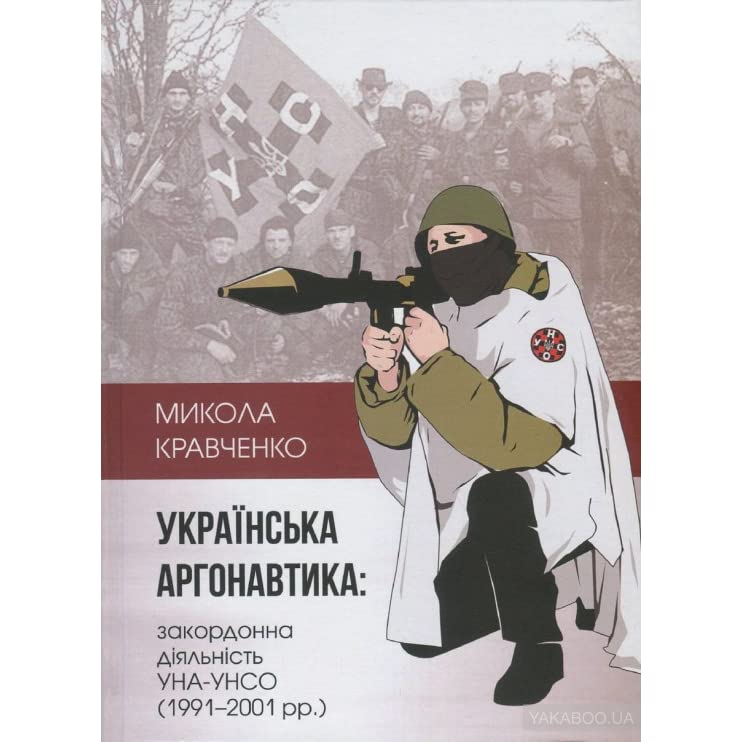 У
Н
С
О
У
Н
С
О
МИКОЛА
КРАВЧЕНКО
УКРАЇНСЬКА
АРГОНАВТИКА:
закордонна
діяльність
УНА-УНСО
(1991–2001 рр.)
YAKABOO.UA